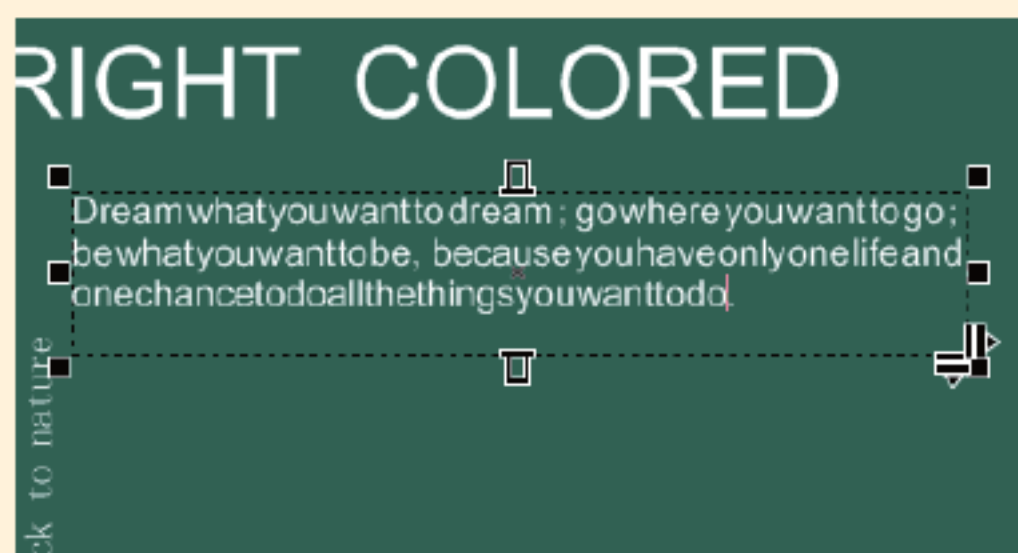 RIGHT COLORED
Dreamwhatyouwanttodream; gowhereyouwanttogo;
bewhatyouwanttobe, becauseyouhaveonlyonelifeand
onechancetodoallthethingsyouwanttodo.
ck to nature